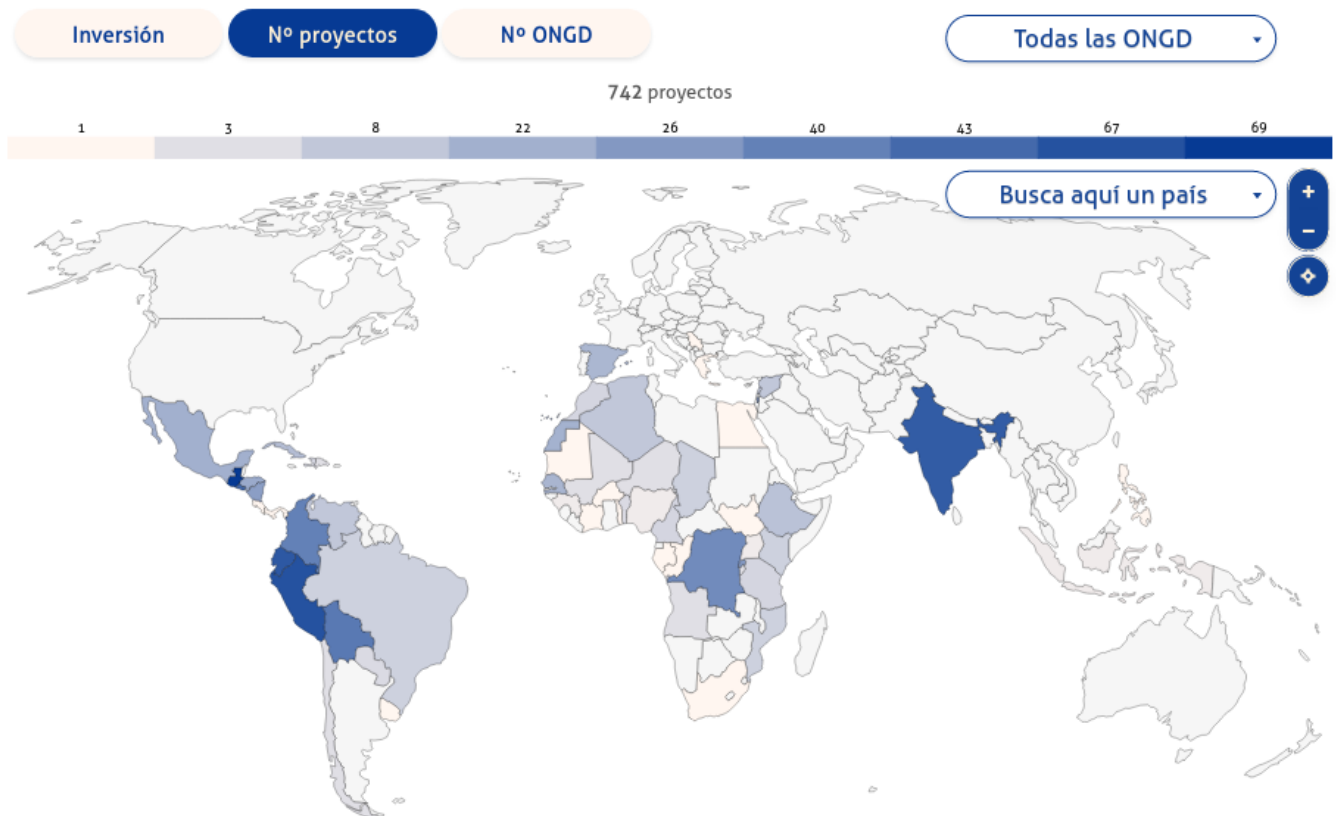 Inversión
Nº proyectos
Nº ONGD
Todas las ONGD
742 proyectos
1 3 8 22 26 40 43 67 69
Busca aquí un país
+
−